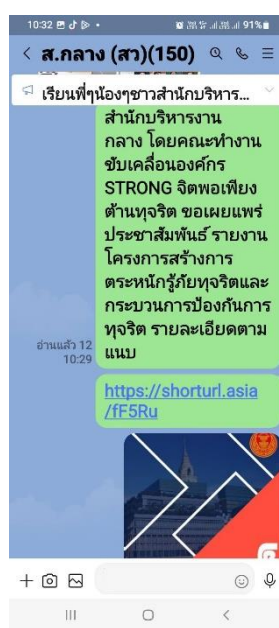 10:32
91%
ส.กลาง (สว)(150)
เรียนพี่ๆน้องๆชาวสำนักบริหาร...
สำนักบริหารงาน
กลาง โดยคณะทำงาน
ขับเคลื่อนองค์กร
STRONG จิตพอเพียง
ต้านทุจริต ขอเผยแพร่
ประชาสัมพันธ์ รายงาน
โครงการสร้างการ
ตระหนักรู้ภัยทุจริตและ
กระบวนการป้องกันการ
ทุจริต รายละเอียดตาม
แนบ
อ่านแล้ว 12
10:29
https://shorturl.asia
/fF5Ru